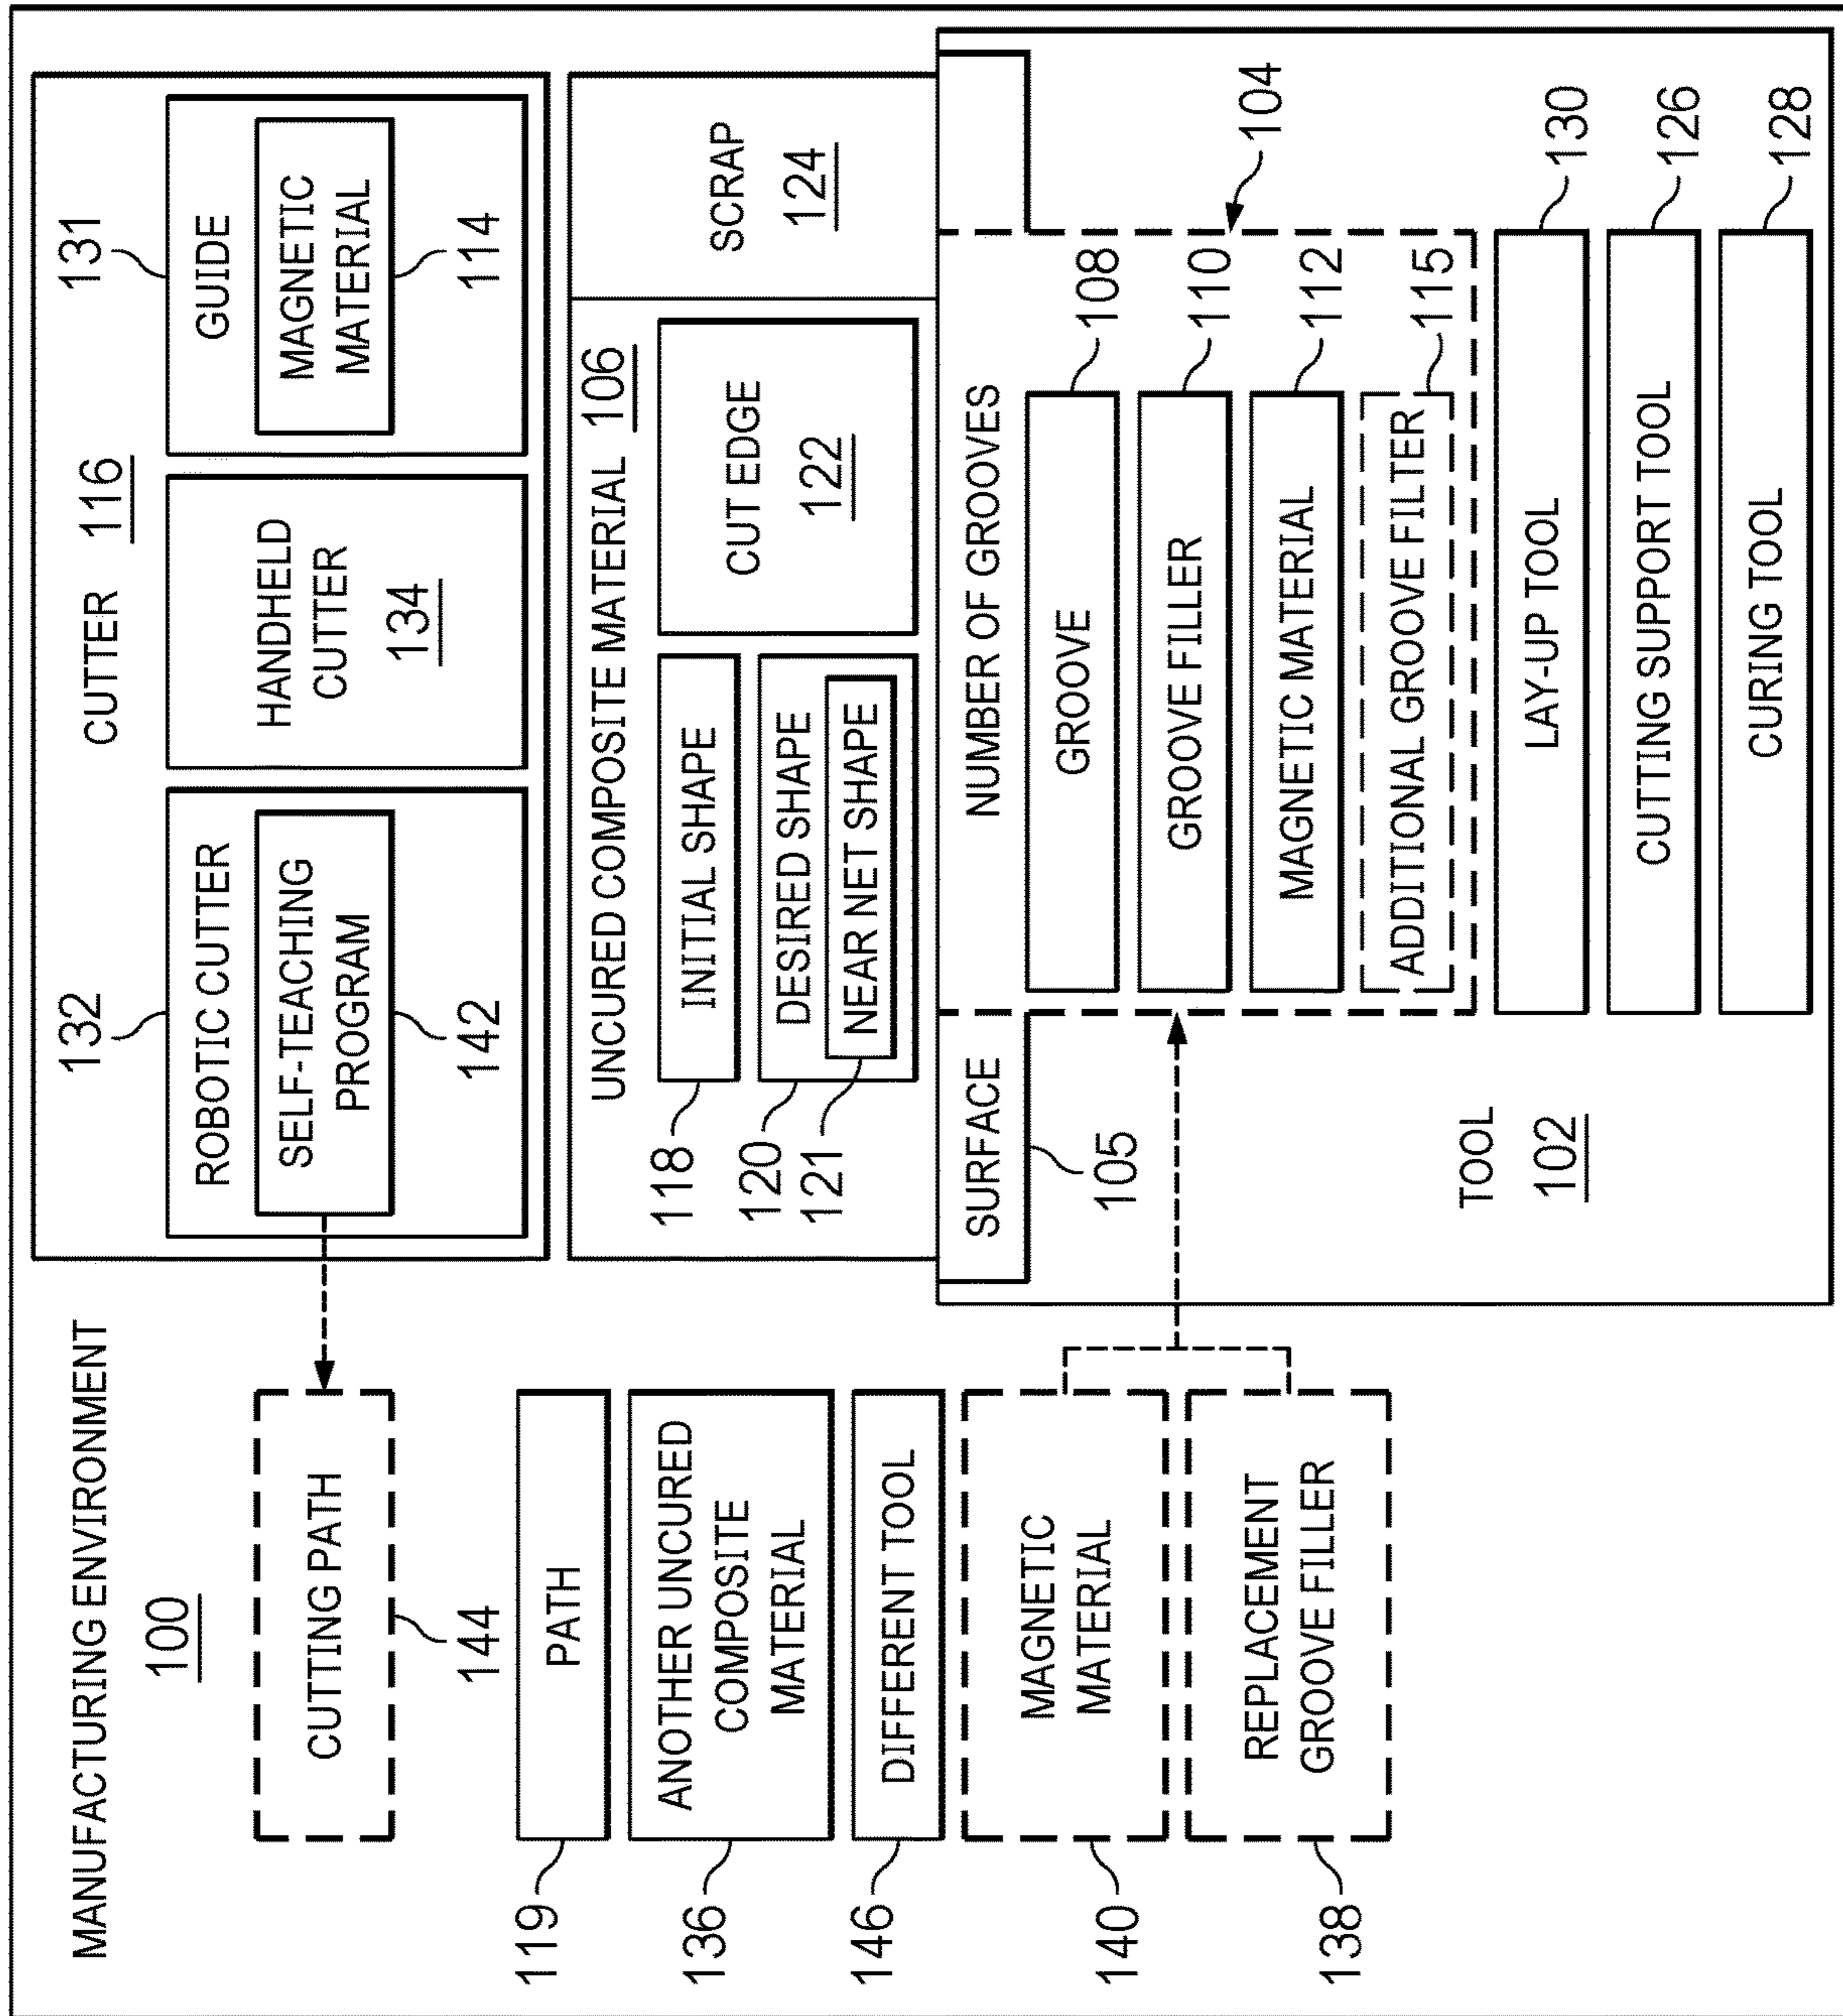 MANUFACTURING ENVIRONMENT
100
CUTTING PATH
144
PATH
119
ANOTHER UNCURED
COMPOSITE
MATERIAL
136
DIFFERENT TOOL
146
MAGNETIC
MATERIAL
140
REPLACEMENT
GROOVE FILLER
138
CUTTER 116
132
ROBOTIC CUTTER
SELF-TEACHING
PROGRAM
142
HANDHELD
CUTTER
134
131
GUIDE
MAGNETIC
MATERIAL
114
UNCURED COMPOSITE MATERIAL 106
INITIAL SHAPE
118
DESIRED SHAPE
120
NEAR NET SHAPE
121
CUT EDGE
122
SCRAP
124
SURFACE
105
NUMBER OF GROOVES
104
GROOVE
108
GROOVE FILLER
110
MAGNETIC MATERIAL
112
ADDITIONAL GROOVE FILTER
115
LAY-UP TOOL
130
CUTTING SUPPORT TOOL
126
CURING TOOL
128
TOOL
102